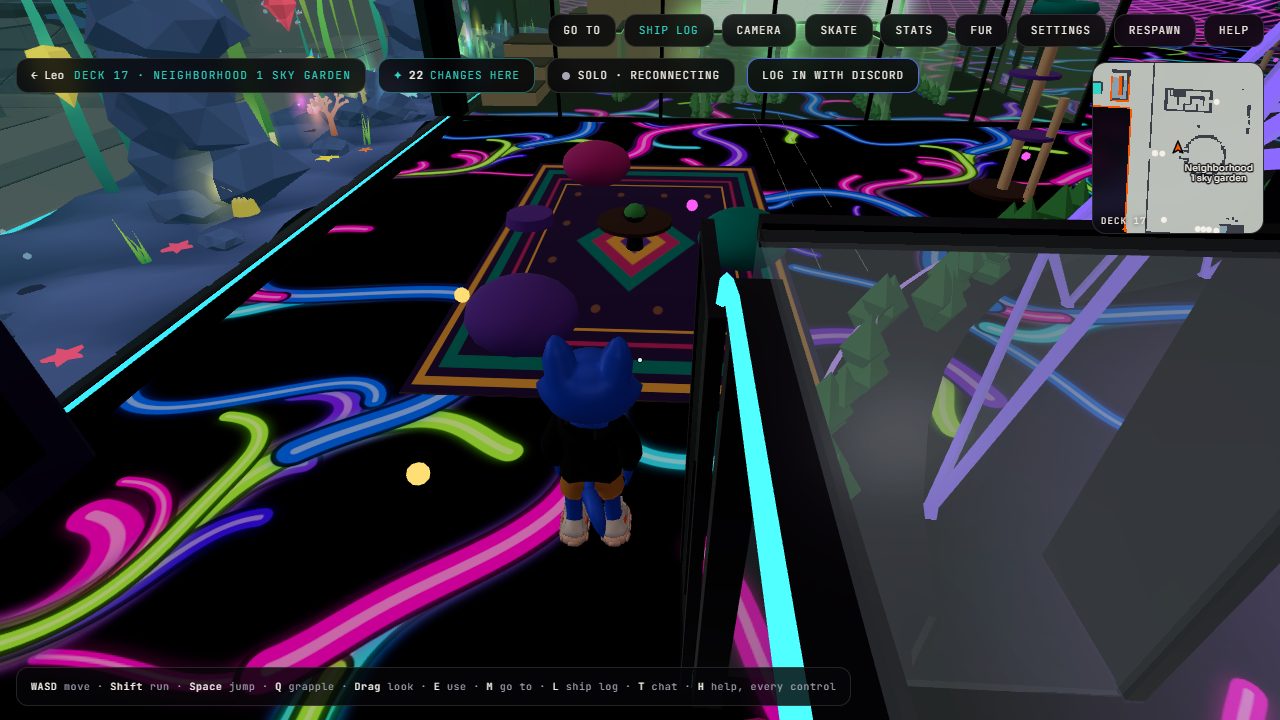 GO TO
SHIP LOG
CAMERA
SKATE
STATS
FUR
SETTINGS
RESPAWN
HELP
← Leo DECK 17 · NEIGHBORHOOD 1 SKY GARDEN
✦ 22 CHANGES HERE
SOLO · RECONNECTING
LOG IN WITH DISCORD
Neighborhood
1 sky garden
DECK 17
WASD move · Shift run · Space jump · Q grapple · Drag look · E use · M go to · L ship log · T chat · H help, every control